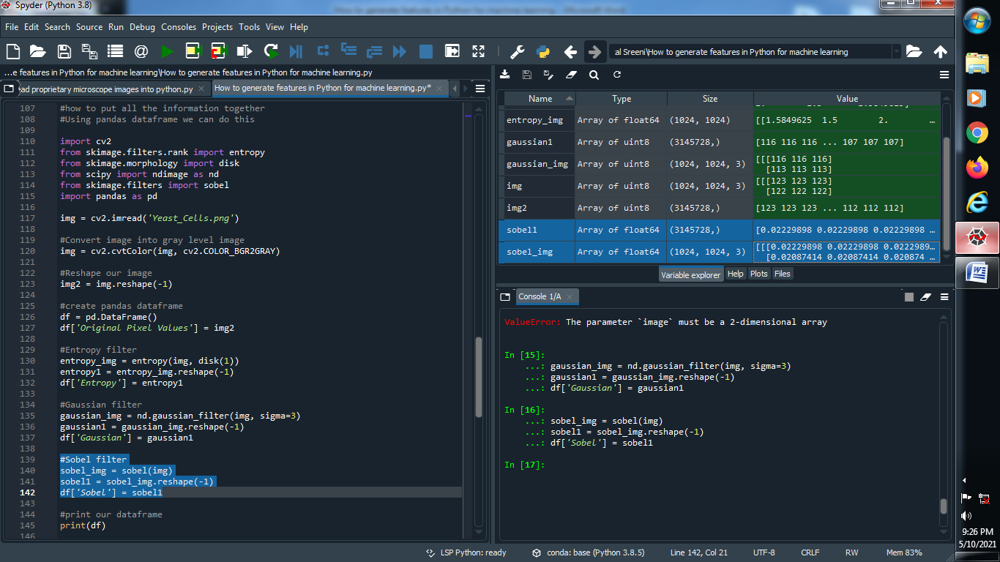 Spyder (Python 3.8)
File Edit Search Source Run Debug Consoles Projects Tools View Help
al Sreeni\How to generate features in Python for machine learning
...e features in Python for machine learning\How to generate features in Python for machine learning.py
ad proprietary microscope images into python.py
How to generate features in Python for machine learning.py*
107 #how to put all the information together
108 #Using pandas dataframe we can do this
109
110 import cv2
111 from skimage.filters.rank import entropy
112 from skimage.morphology import disk
113 from scipy import ndimage as nd
114 from skimage.filters import sobel
115 import pandas as pd
116
117 img = cv2.imread('Yeast_Cells.png')
118
119 #Convert image into gray level image
120 img = cv2.cvtColor(img, cv2.COLOR_BGR2GRAY)
121
122 #Reshape our image
123 img2 = img.reshape(-1)
124
125 #create pandas dataframe
126 df = pd.DataFrame()
127 df['Original Pixel Values'] = img2
128
129 #Entropy filter
130 entropy_img = entropy(img, disk(1))
131 entropy1 = entropy_img.reshape(-1)
132 df['Entropy'] = entropy1
133
134 #Gaussian filter
135 gaussian_img = nd.gaussian_filter(img, sigma=3)
136 gaussian1 = gaussian_img.reshape(-1)
137 df['Gaussian'] = gaussian1
138
139 #Sobel filter
140 sobel_img = sobel(img)
141 sobel1 = sobel_img.reshape(-1)
142 df['Sobel'] = sobel1
143
144 #print our dataframe
145 print(df)
146
Name Type Size Value
entropy_img Array of float64 (1024, 1024) [[1.5849625 1.5 2. ...
gaussian1 Array of uint8 (3145728,) [116 116 116 ... 107 107 107]
gaussian_img Array of uint8 (1024, 1024, 3) [[[116 116 116]
[113 113 113]
img Array of uint8 (1024, 1024, 3) [[[123 123 123]
[122 122 122]
img2 Array of uint8 (3145728,) [123 123 123 ... 112 112 112]
sobel1 Array of float64 (3145728,) [0.02229898 0.02229898 0.02229898 ...
sobel_img Array of float64 (1024, 1024, 3) [[[0.02229898 0.02229898 0.0222989...
[0.02087414 0.02087414 0.020874 ...
Variable explorer Help Plots Files
Console 1/A
ValueError: The parameter `image` must be a 2-dimensional array
In [15]:
...: gaussian_img = nd.gaussian_filter(img, sigma=3)
...: gaussian1 = gaussian_img.reshape(-1)
...: df['Gaussian'] = gaussian1
In [16]:
...: sobel_img = sobel(img)
...: sobel1 = sobel_img.reshape(-1)
...: df['Sobel'] = sobel1
In [17]:
LSP Python: ready conda: base (Python 3.8.5) Line 142, Col 21 UTF-8 CRLF RW Mem 83%
9:26 PM
5/10/2021